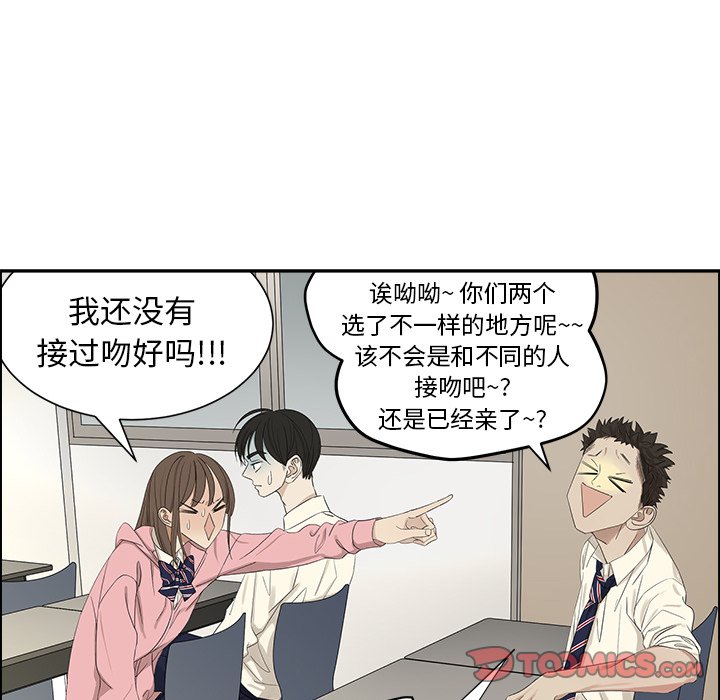 我还没有
接过吻好吗!!!
诶呦呦~ 你们两个
选了不一样的地方呢~~
该不会是和不同的人
接吻吧~?
还是已经亲了~?
TOOMICS.COM